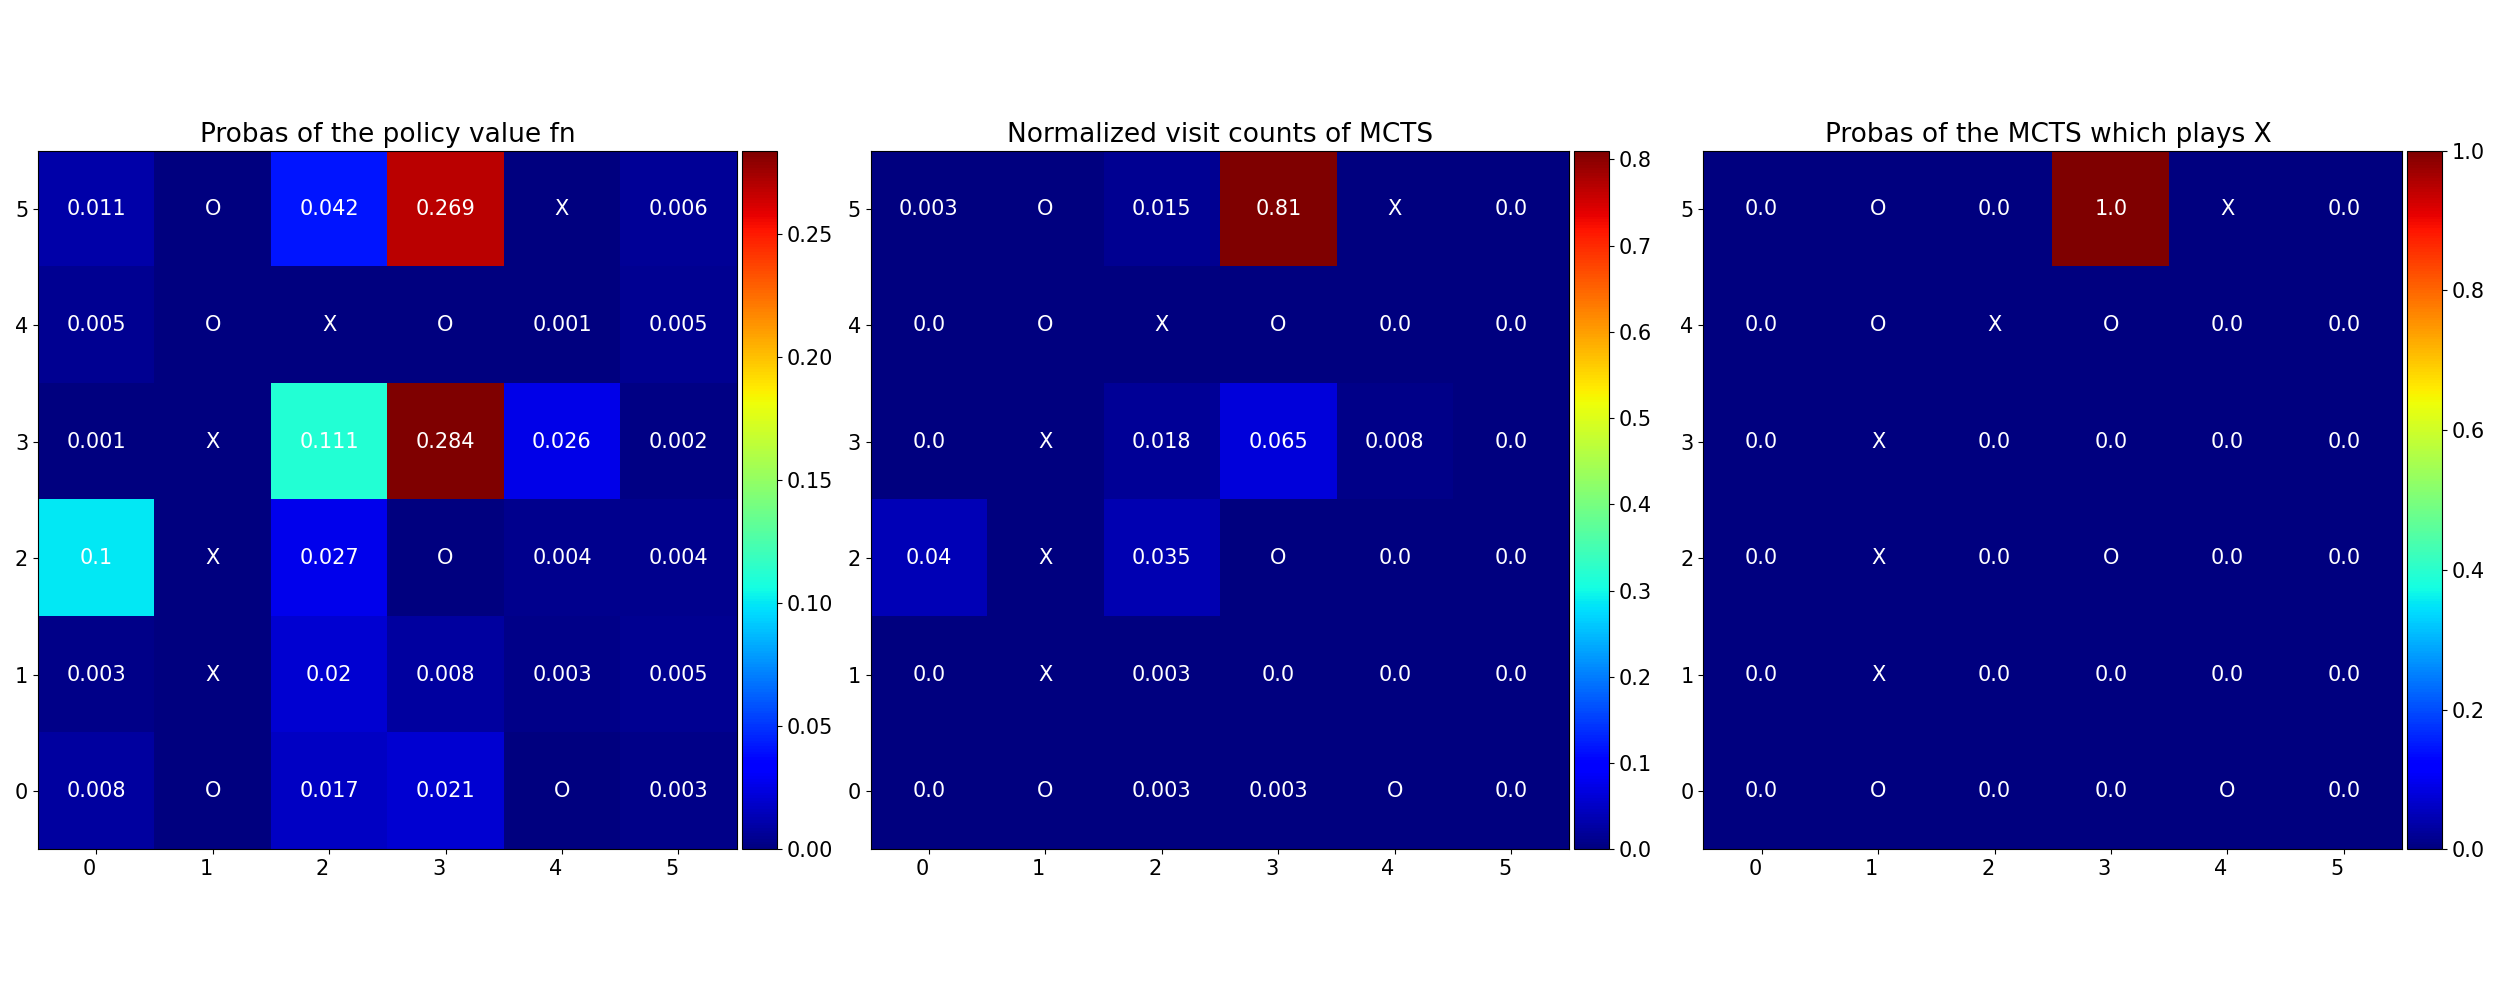 Probas of the policy value fn
5 0.011 O 0.042 0.269 X 0.006
4 0.005 O X O 0.001 0.005
3 0.001 X 0.111 0.284 0.026 0.002
2 0.1 X 0.027 O 0.004 0.004
1 0.003 X 0.02 0.008 0.003 0.005
0 0.008 O 0.017 0.021 O 0.003
0 1 2 3 4 5
0.25
0.20
0.15
0.10
0.05
0.00
Normalized visit counts of MCTS
5 0.003 O 0.015 0.81 X 0.0
4 0.0 O X O 0.0 0.0
3 0.0 X 0.018 0.065 0.008 0.0
2 0.04 X 0.035 O 0.0 0.0
1 0.0 X 0.003 0.0 0.0 0.0
0 0.0 O 0.003 0.003 O 0.0
0 1 2 3 4 5
0.8
0.7
0.6
0.5
0.4
0.3
0.2
0.1
0.0
Probas of the MCTS which plays X
5 0.0 O 0.0 1.0 X 0.0
4 0.0 O X O 0.0 0.0
3 0.0 X 0.0 0.0 0.0 0.0
2 0.0 X 0.0 O 0.0 0.0
1 0.0 X 0.0 0.0 0.0 0.0
0 0.0 O 0.0 0.0 O 0.0
0 1 2 3 4 5
1.0
0.8
0.6
0.4
0.2
0.0